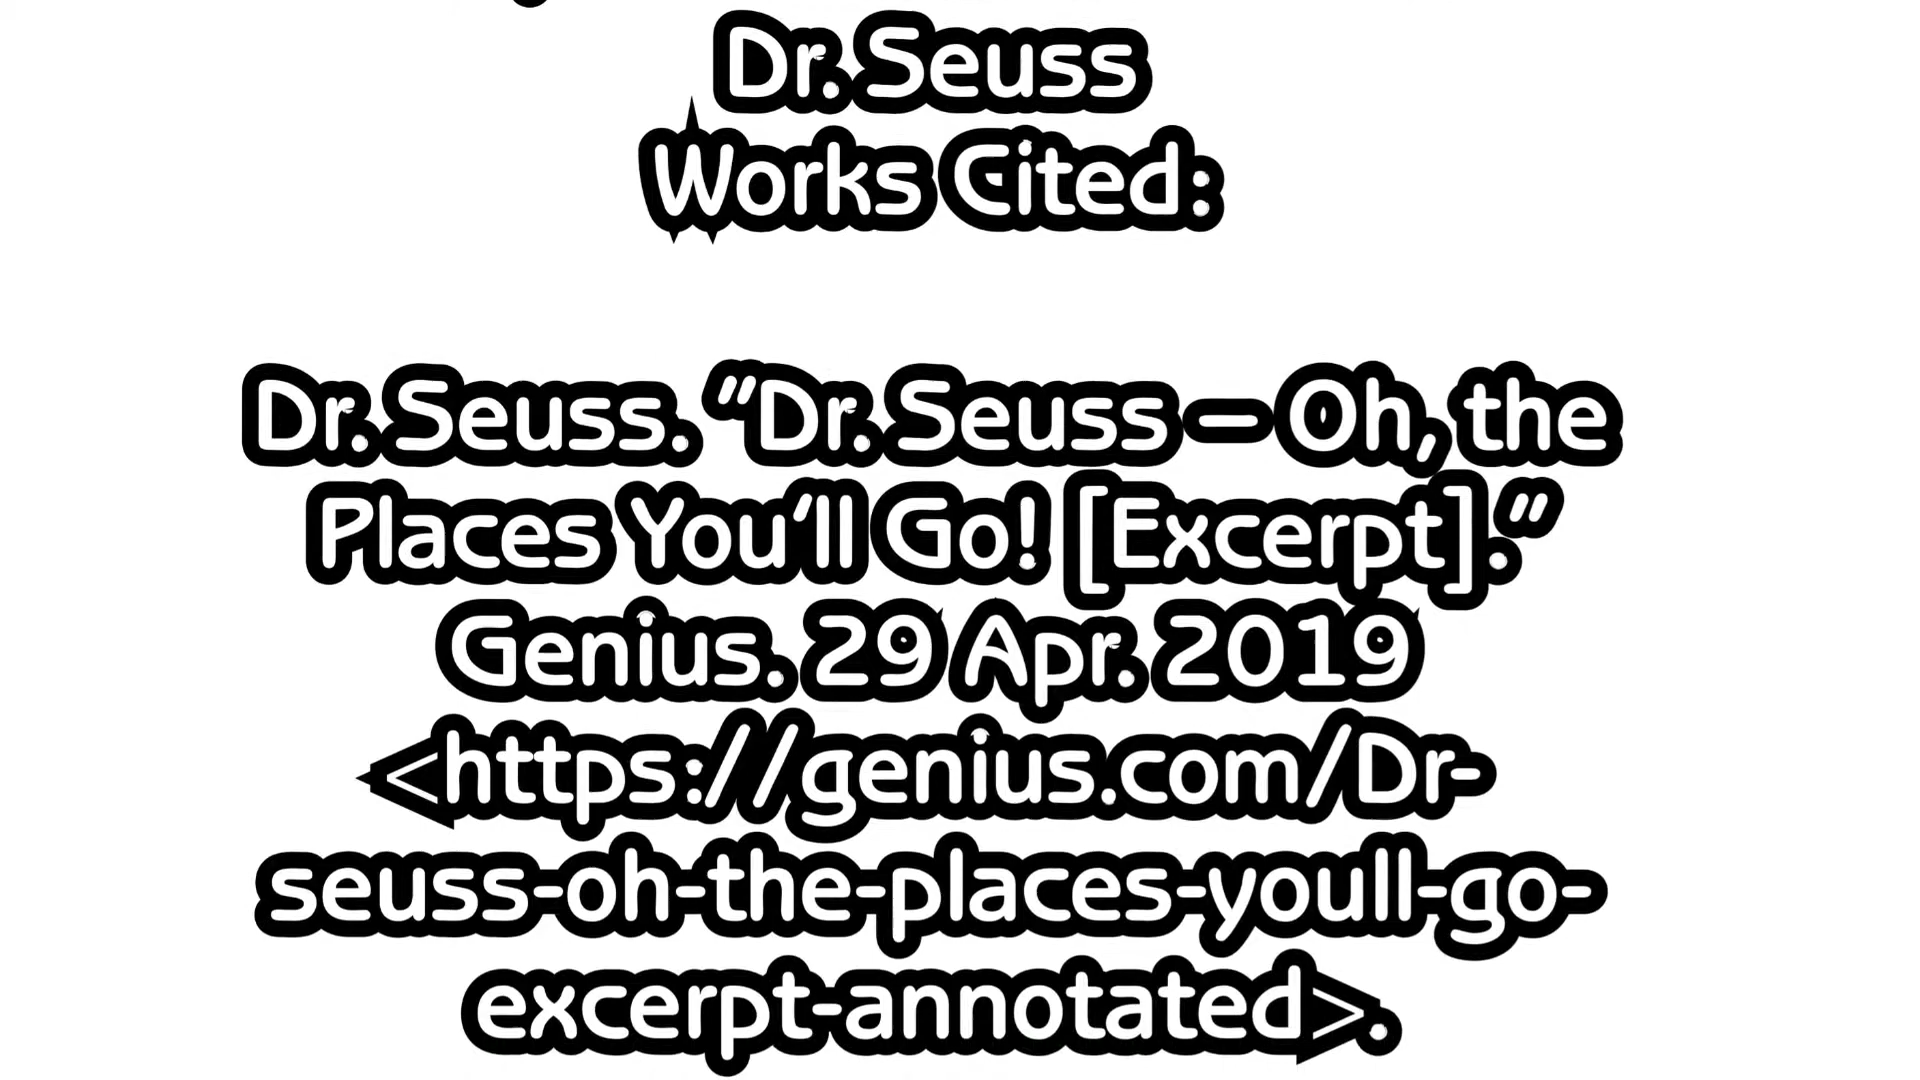 Dr. Seuss
Works Cited:
Dr. Seuss. “Dr. Seuss – Oh, the
Places You’ll Go! [Excerpt].”
Genius. 29 Apr. 2019
<https://genius.com/Dr-
seuss-oh-the-places-youll-go-
excerpt-annotated>.